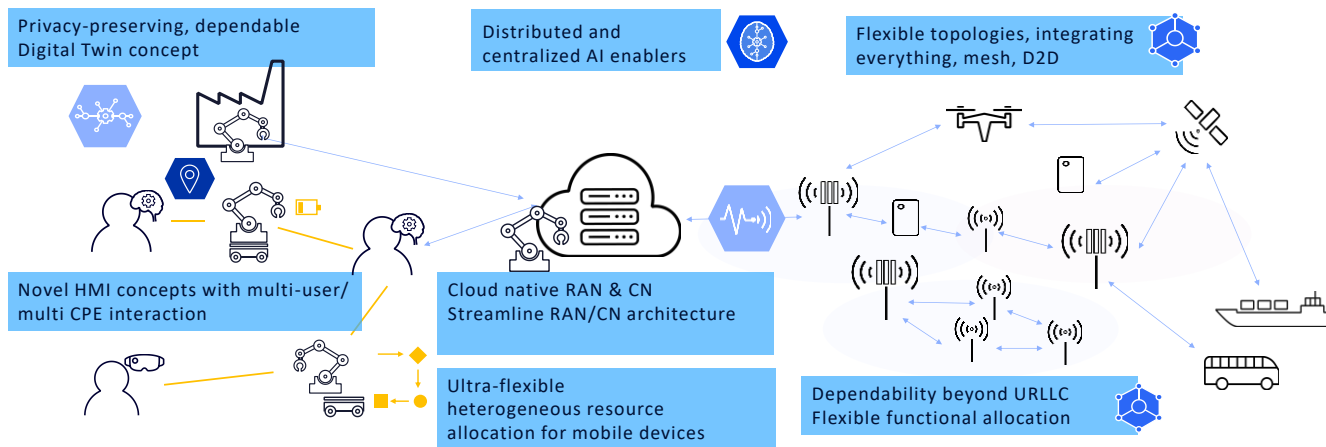 Privacy-preserving, dependable
Digital Twin concept
Distributed and
centralized AI enablers
Flexible topologies, integrating
everything, mesh, D2D
Novel HMI concepts with multi-user/
multi CPE interaction
Cloud native RAN & CN
Streamline RAN/CN architecture
Ultra-flexible
heterogeneous resource
allocation for mobile devices
Dependability beyond URLLC
Flexible functional allocation